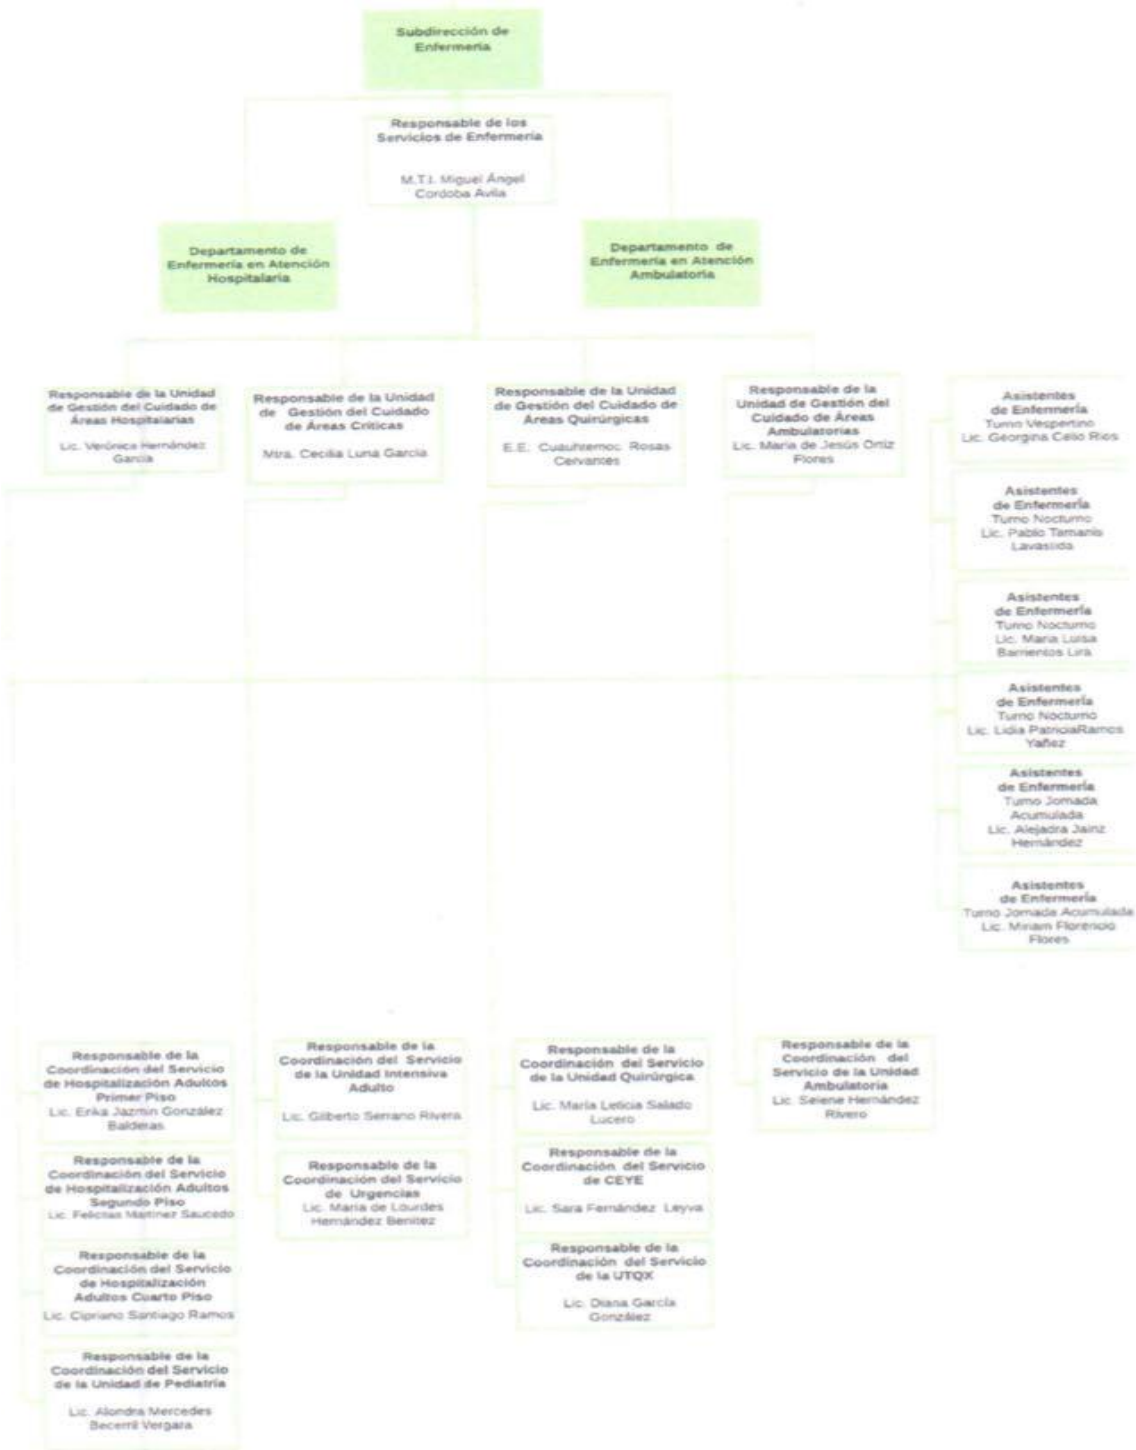 Subdirección de
Enfermería
Responsable de los
Servicios de Enfermería
M.T.I. Miguel Ángel
Cordoba Avila
Departamento de
Enfermería en Atención
Hospitalaria
Departamento de
Enfermería en Atención
Ambulatoria
Responsable de la Unidad
de Gestión del Cuidado de
Áreas Hospitalarias
Lic. Verónica Hernández
García
Responsable de la Unidad
de Gestión del Cuidado
de Áreas Críticas
Mtra. Cecilia Luna García
Responsable de la Unidad
de Gestión del Cuidado de
Áreas Quirúrgicas
E.E. Cuauhtemoc Rosas
Cervantes
Responsable de la
Unidad de Gestión del
Cuidado de Áreas
Ambulatorias
Lic. Maria de Jesús Ortiz
Flores
Asistentes
de Enfermería
Turno Vespertino
Lic. Georgina Celio Rios
Asistentes
de Enfermería
Turno Nocturno
Lic. Pablo Tamaris
Lavastida
Asistentes
de Enfermería
Turno Nocturno
Lic. Maria Luisa
Barrientos Lira
Asistentes
de Enfermería
Turno Nocturno
Lic. Lidia PatriciaRamos
Yañez
Asistentes
de Enfermería
Turno Jornada
Acumulada
Lic. Alejadra Jainz
Hernández
Asistentes
de Enfermería
Turno Jornada Acumulada
Lic. Miriam Florencio
Flores
Responsable de la
Coordinación del Servicio
de Hospitalización Adultos
Primer Piso
Lic. Erika Jazmin González
Balderas
Responsable de la
Coordinación del Servicio
de Hospitalización Adultos
Segundo Piso
Lic. Felicitas Martinez Saucedo
Responsable de la
Coordinación del Servicio
de Hospitalización
Adultos Cuarto Piso
Lic. Cipriano Santiago Ramos
Responsable de la
Coordinación del Servicio
de la Unidad de Pediatría
Lic. Alondra Mercedes
Becerril Vergara
Responsable de la
Coordinación del Servicio
de la Unidad Intensiva
Adulto
Lic. Gilberto Serrano Rivera
Responsable de la
Coordinación del Servicio
de Urgencias
Lic. Maria de Lourdes
Hernández Benitez
Responsable de la
Coordinación del Servicio
de la Unidad Quirúrgica
Lic. María Leticia Salado
Lucero
Responsable de la
Coordinación del Servicio
de CEYE
Lic. Sara Fernández Leyva
Responsable de la
Coordinación del Servicio
de la UTQX
Lic. Diana García
González
Responsable de la
Coordinación del
Servicio de la Unidad
Ambulatoria
Lic. Selene Hernández
Rivero